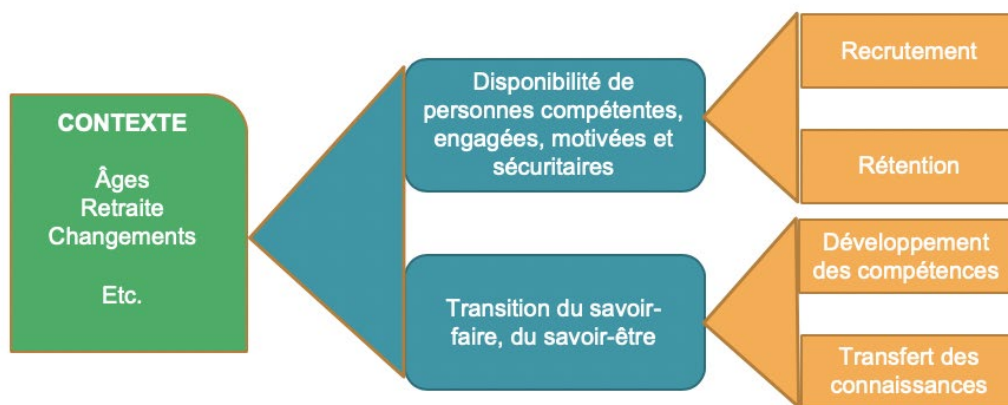 CONTEXTE
Âges
Retraite
Changements
Etc.
Disponibilité de
personnes compétentes,
engagées, motivées et
sécuritaires
Transition du savoir-
faire, du savoir-être
Recrutement
Rétention
Développement
des compétences
Transfert des
connaissances